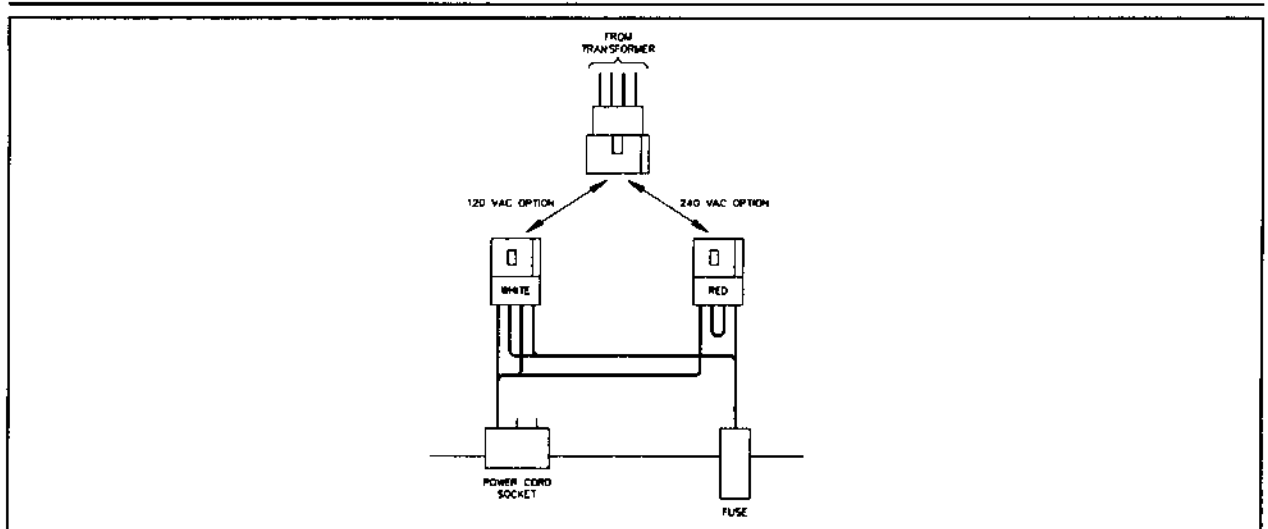 FROM
TRANSFORMER
120 VAC OPTION
240 VAC OPTION
WHITE
RED
POWER CORD
SOCKET
FUSE